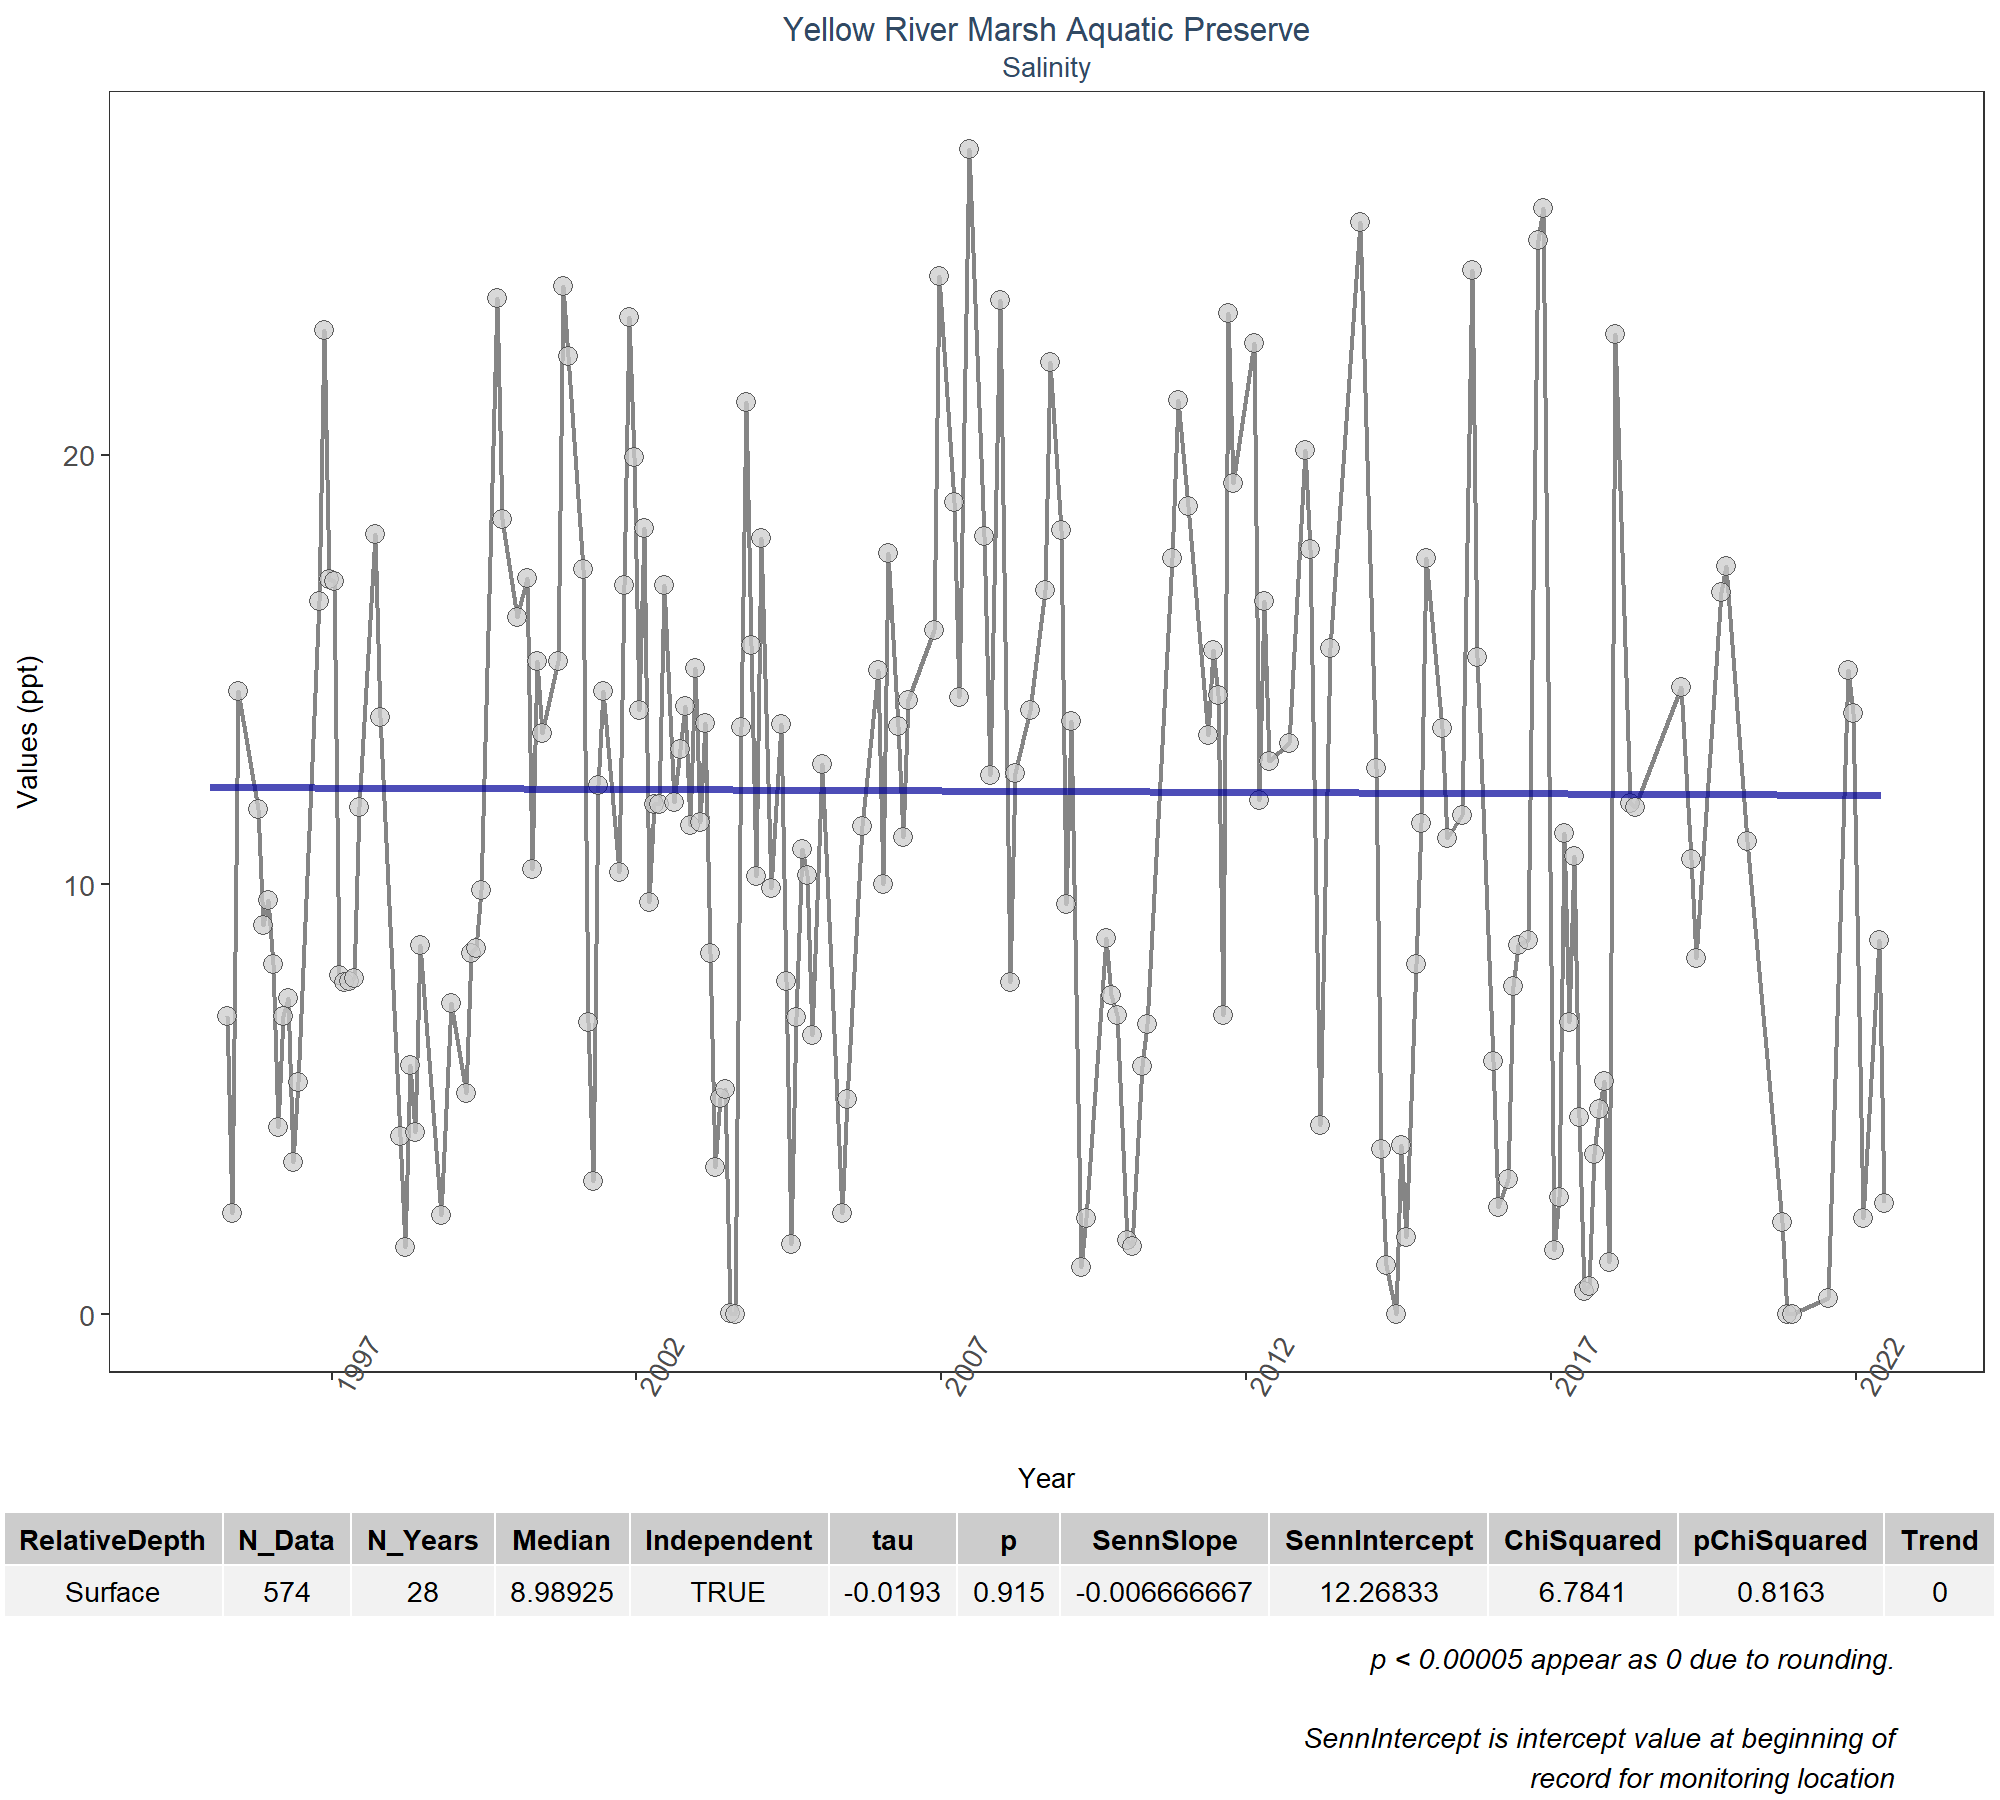 Yellow River Marsh Aquatic Preserve
Salinity
Values (ppt)
20
10
0
1997 2002 2007 2012 2017 2022
Year
RelativeDepth N_Data N_Years Median Independent tau p SennSlope SennIntercept ChiSquared pChiSquared Trend
Surface 574 28 8.98925 TRUE -0.0193 0.915 -0.006666667 12.26833 6.7841 0.8163 0
p < 0.00005 appear as 0 due to rounding.
SennIntercept is intercept value at beginning of
record for monitoring location